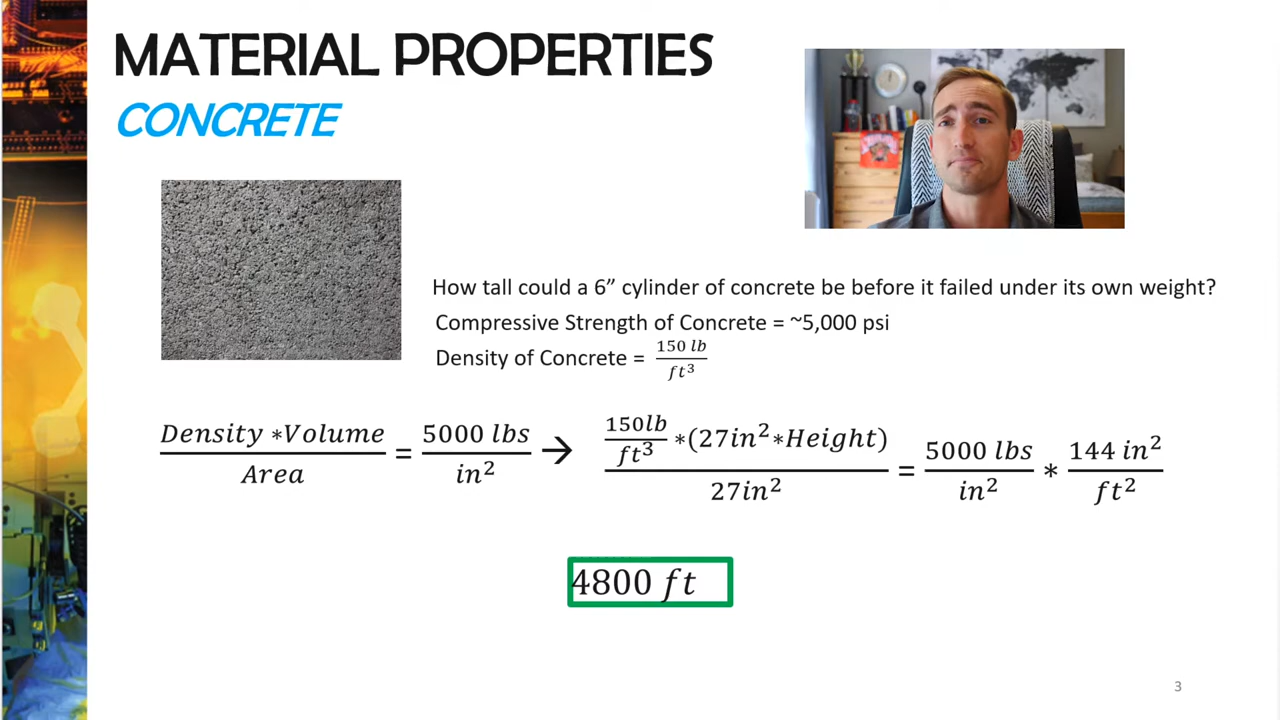 MATERIAL PROPERTIES
CONCRETE
How tall could a 6” cylinder of concrete be before it failed under its own weight?
Compressive Strength of Concrete = ~5,000 psi
Density of Concrete = 150 lb / ft³
Density *Volume / Area = 5000 lbs / in² → 150lb / ft³ *(27in²*Height) / 27in² = 5000 lbs / in² * 144 in² / ft²
4800 ft
3